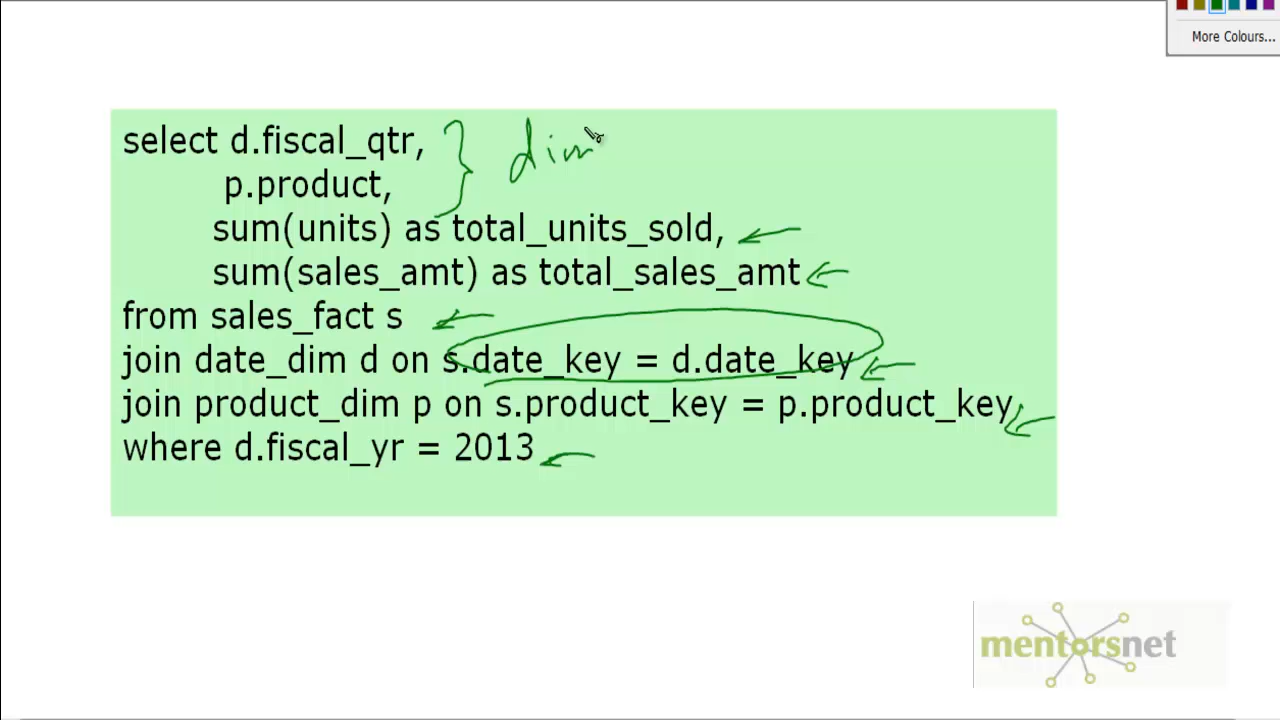 More Colours...
select d.fiscal_qtr,
p.product,
dim
sum(units) as total_units_sold,
sum(sales_amt) as total_sales_amt
from sales_fact s
join date_dim d on s.date_key = d.date_key
join product_dim p on s.product_key = p.product_key
where d.fiscal_yr = 2013
mentorsnet